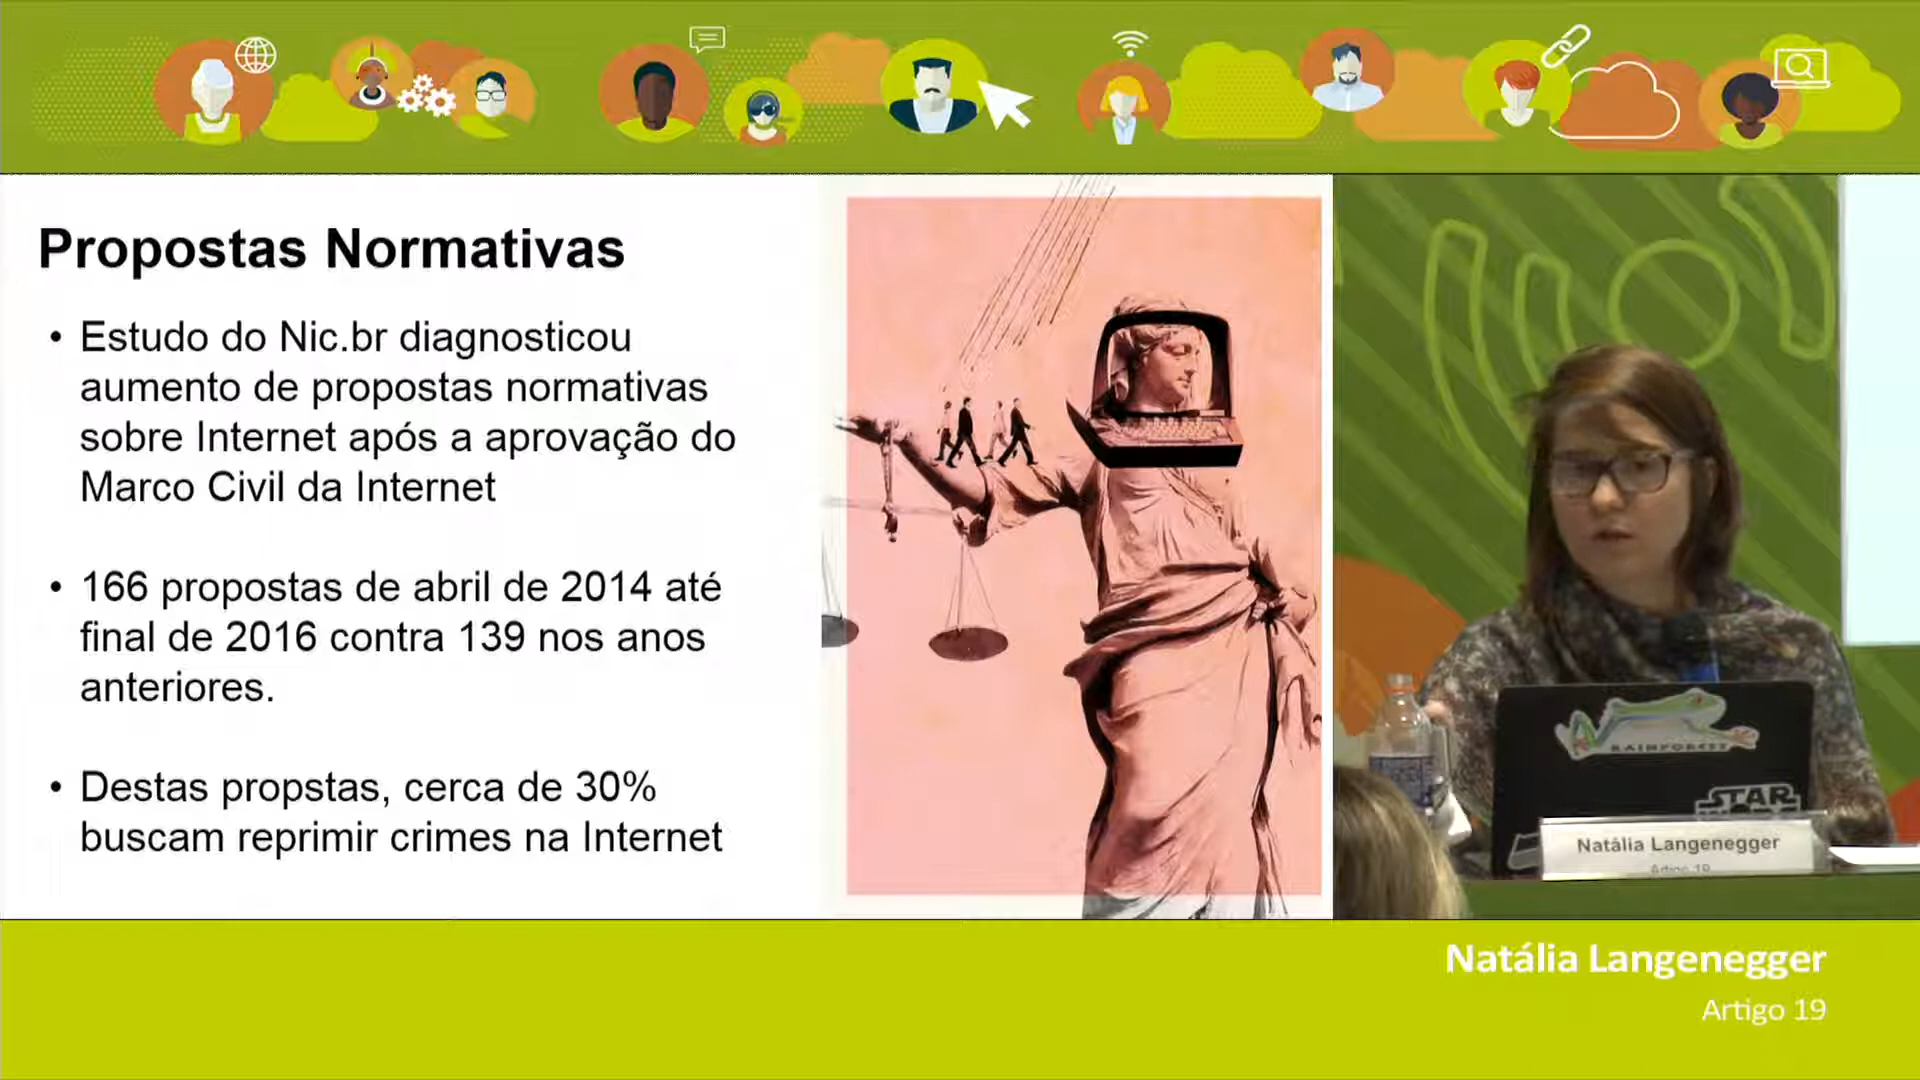 Propostas Normativas
• Estudo do Nic.br diagnosticou
aumento de propostas normativas
sobre Internet após a aprovação do
Marco Civil da Internet
• 166 propostas de abril de 2014 até
final de 2016 contra 139 nos anos
anteriores.
• Destas propstas, cerca de 30%
buscam reprimir crimes na Internet
RAINFOREST
STAR
Natália Langenegger
Artigo 19
Natália Langenegger
Artigo 19